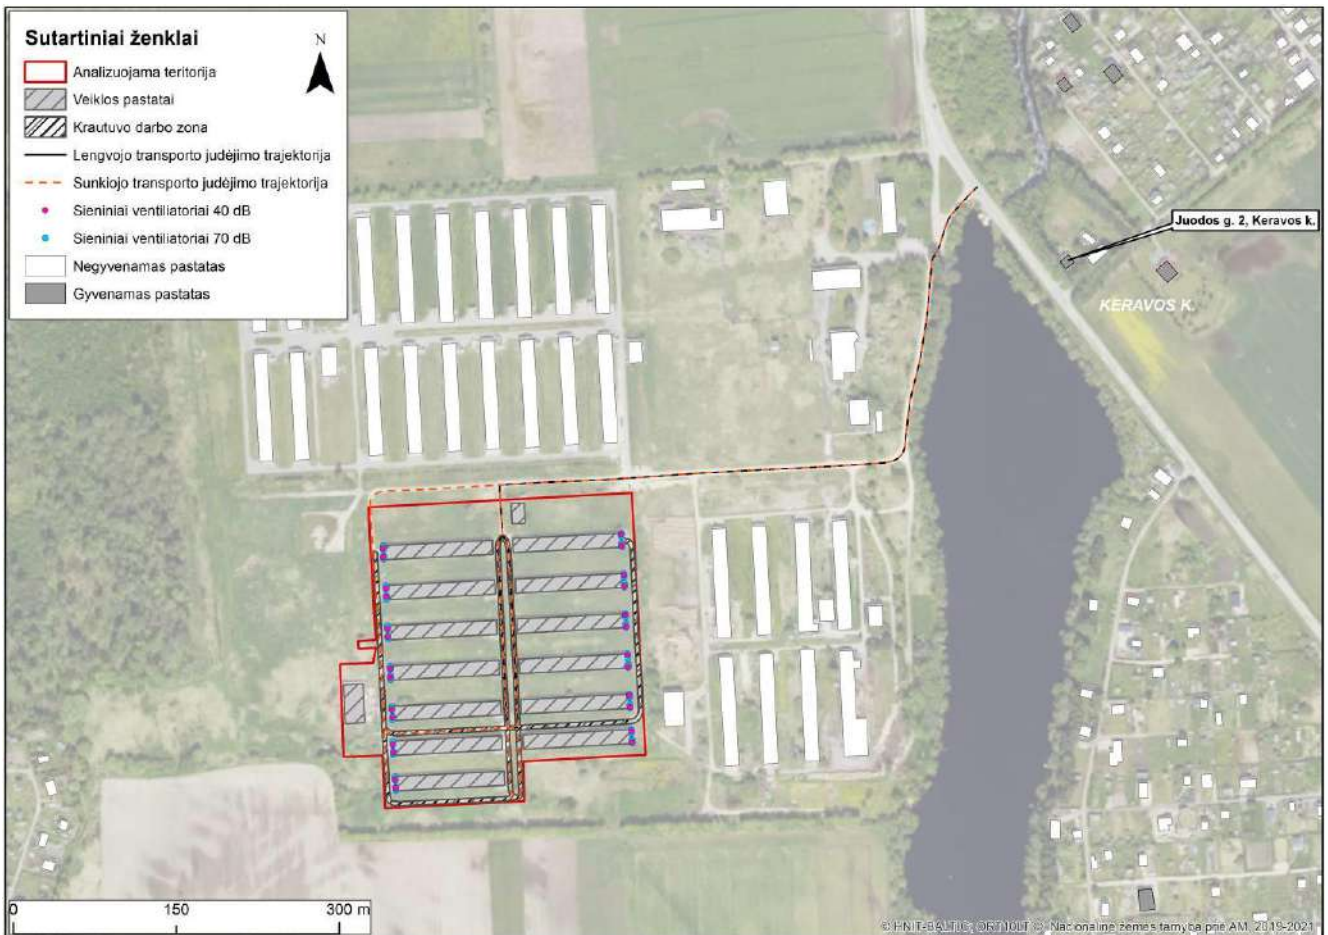 Sutartiniai ženklai
N
Analizuojama teritorija
Veiklos pastatai
Krautuvo darbo zona
Lengvojo transporto judėjimo trajektorija
Sunkiojo transporto judėjimo trajektorija
Sieniniai ventiliatoriai 40 dB
Sieniniai ventiliatoriai 70 dB
Negyvenamas pastatas
Gyvenamas pastatas
Juodos g. 2, Keravos k.
KERAVOS K.
0 150 300 m
© HNIT-BALTIC; ORT10LT © Nacionalinė žemės tarnyba prie AM, 2019-2021